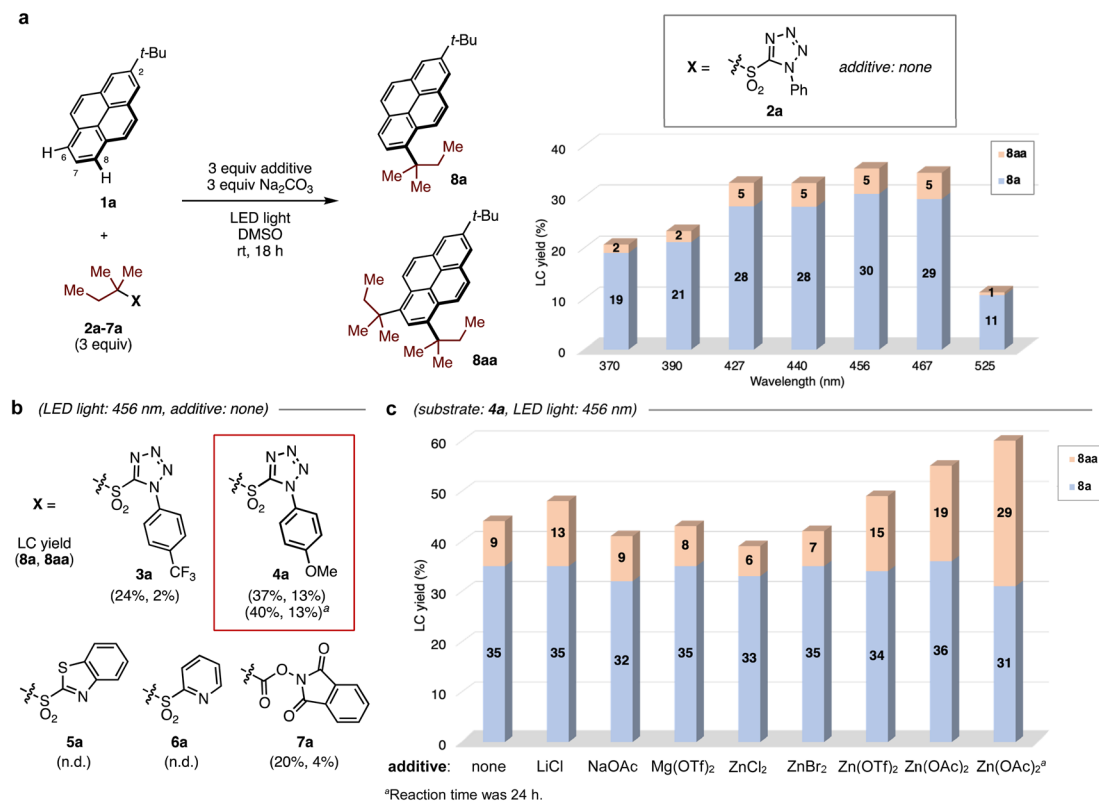 a
t-Bu
2
H
6
7
8
H
1a
+
Me
Me
Me
X
2a-7a
(3 equiv)
3 equiv additive
3 equiv Na2CO3
LED light
DMSO
rt, 18 h
t-Bu
Me
Me
Me
8a
t-Bu
Me
Me
Me
Me
Me
Me
8aa
X =
N
N
N
N
S
O2
Ph
additive: none
2a
8aa
8a
LC yield (%)
40
30
20
10
0
2
19
2
21
5
28
5
28
5
30
5
29
1
11
370 390 427 440 456 467 525
Wavelength (nm)
b (LED light: 456 nm, additive: none)
X =
LC yield
(8a, 8aa)
N
N
N
N
S
O2
CF3
3a
(24%, 2%)
N
N
N
N
S
O2
OMe
4a
(37%, 13%)
(40%, 13%)a
S
N
S
O2
5a
(n.d.)
S
N
O2
6a
(n.d.)
O
O
N
O
O
7a
(20%, 4%)
c (substrate: 4a, LED light: 456 nm)
8aa
8a
LC yield (%)
60
50
40
30
20
10
0
9
35
13
35
9
32
8
35
6
33
7
35
15
34
19
36
29
31
additive: none LiCl NaOAc Mg(OTf)2 ZnCl2 ZnBr2 Zn(OTf)2 Zn(OAc)2 Zn(OAc)2a
aReaction time was 24 h.